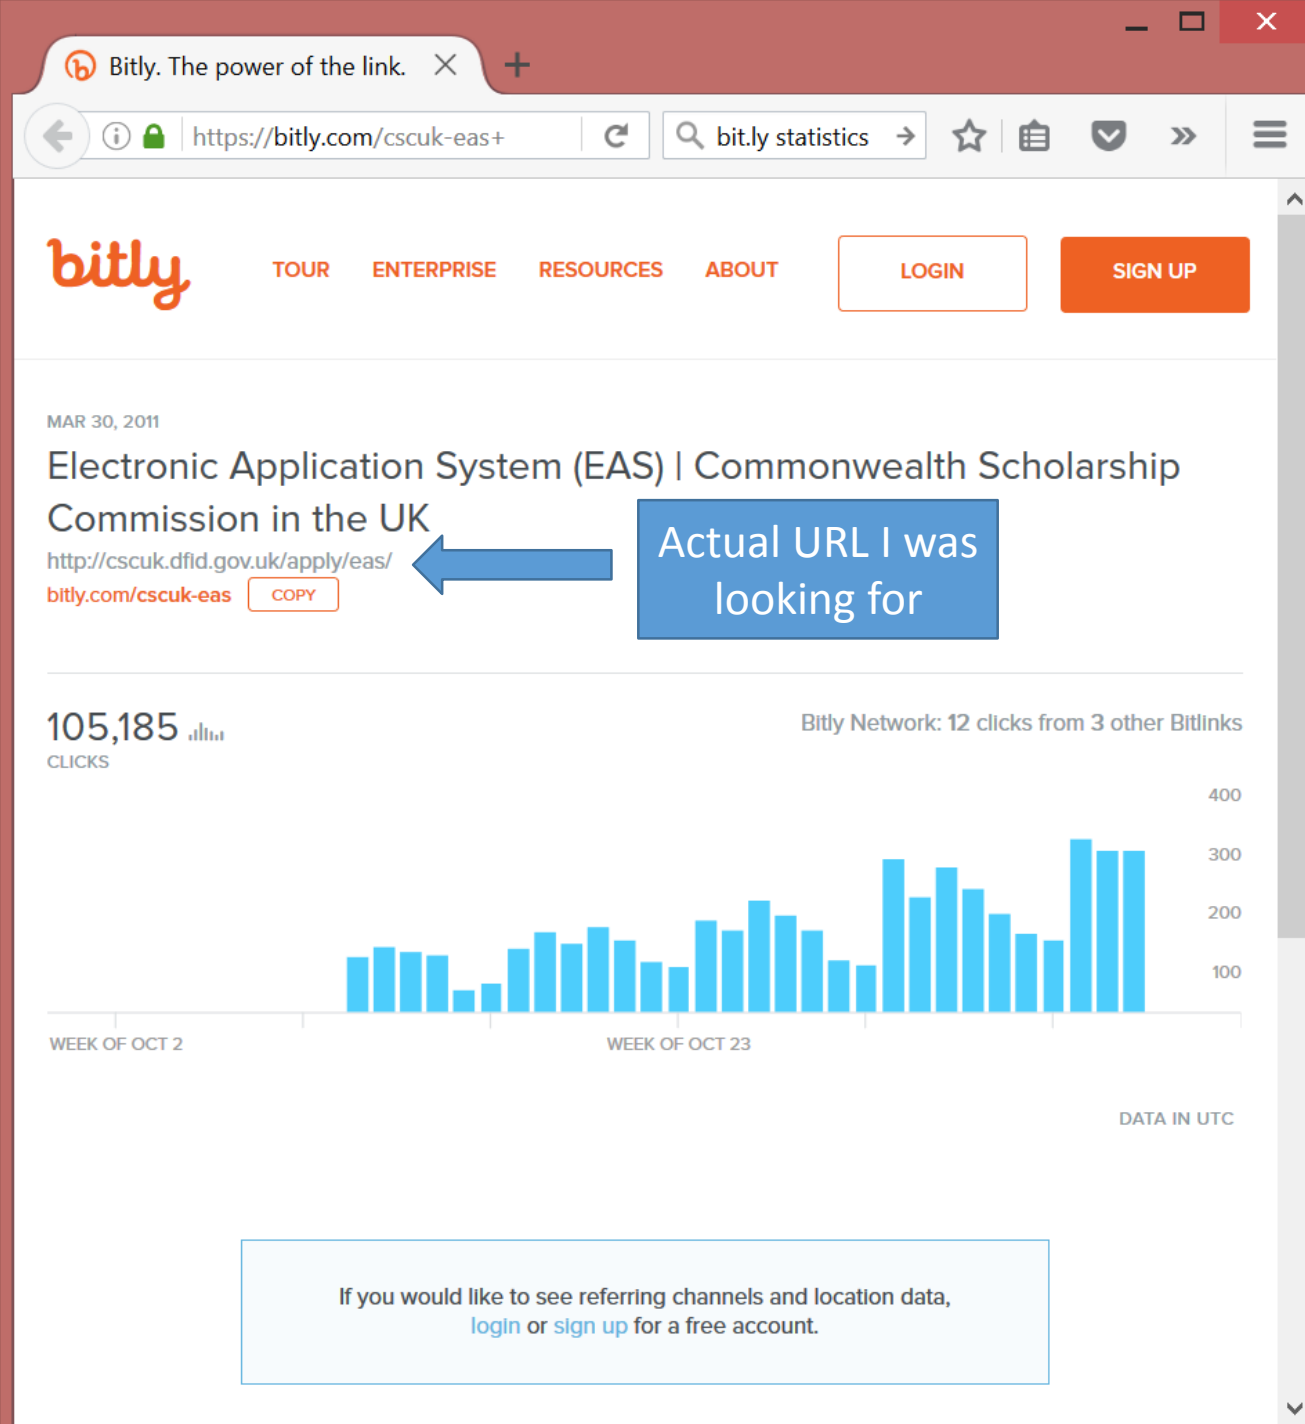 Bitly. The power of the link.
https://bitly.com/cscuk-eas+
bit.ly statistics
bitly
TOUR ENTERPRISE RESOURCES ABOUT LOGIN SIGN UP
MAR 30, 2011
Electronic Application System (EAS) | Commonwealth Scholarship
Commission in the UK
http://cscuk.dfid.gov.uk/apply/eas/
bitly.com/cscuk-eas COPY
Actual URL I was
looking for
105,185
CLICKS
Bitly Network: 12 clicks from 3 other Bitlinks
400
300
200
100
WEEK OF OCT 2 WEEK OF OCT 23
DATA IN UTC
If you would like to see referring channels and location data,
login or sign up for a free account.